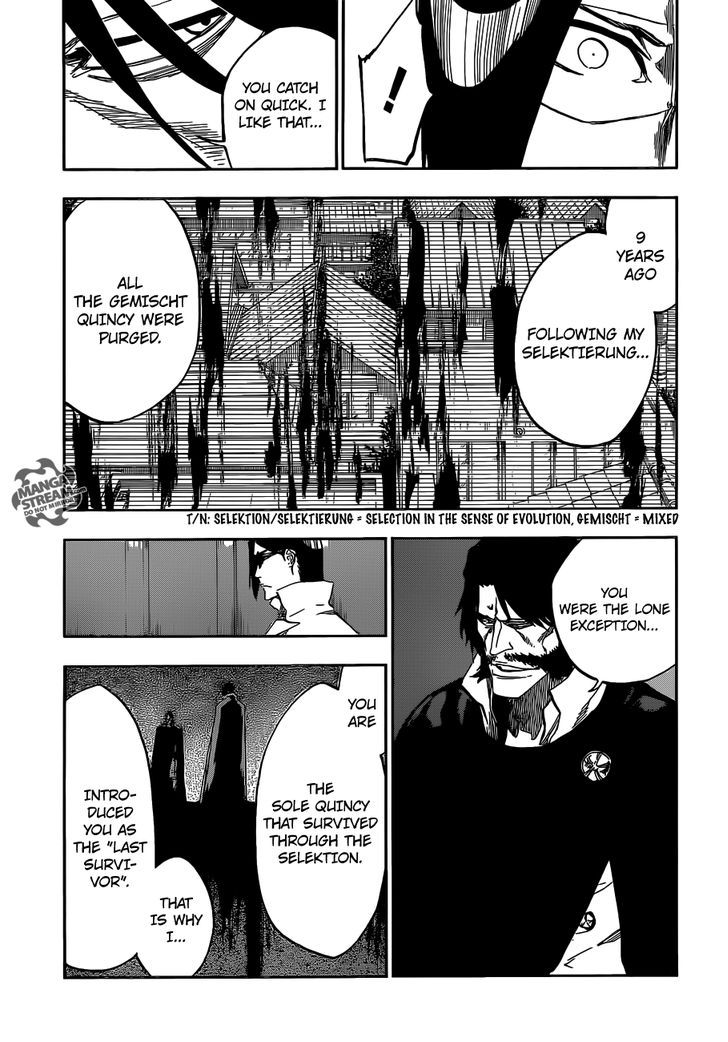 !
YOU CATCH
ON QUICK. I
LIKE THAT...
9
YEARS
AGO
FOLLOWING MY
SELEKTIERUNG...
ALL
THE GEMISCHT
QUINCY WERE
PURGED.
MANGA
STREAM
DO NOT MIRROR
T/N: SELEKTION/SELEKTIERUNG = SELECTION IN THE SENSE OF EVOLUTION, GEMISCHT = MIXED
YOU
WERE THE LONE
EXCEPTION...
YOU
ARE
THE
SOLE QUINCY
THAT SURVIVED
THROUGH THE
SELEKTION.
THAT
IS WHY
I...
INTRO-
DUCED
YOU AS
THE "LAST
SURVI-
VOR".